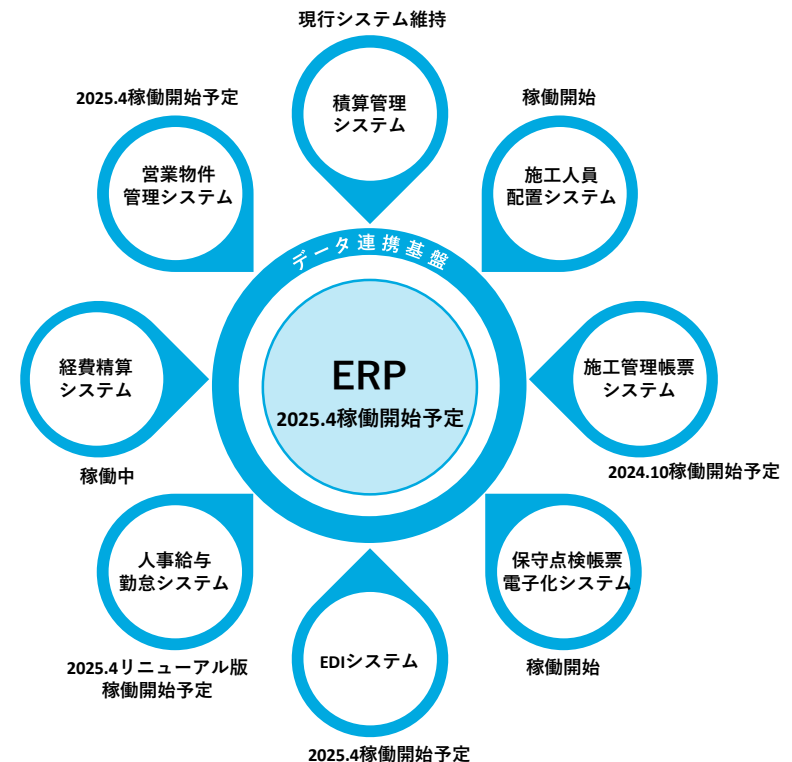 現行システム維持
積算管理
システム
2025.4稼働開始予定
営業物件
管理システム
稼働開始
施工人員
配置システム
データ連携基盤
ERP
2025.4稼働開始予定
経費精算
システム
稼働中
施工管理帳票
システム
2024.10稼働開始予定
人事給与
勤怠システム
2025.4リニューアル版
稼働開始予定
保守点検帳票
電子化システム
稼働開始
EDIシステム
2025.4稼働開始予定